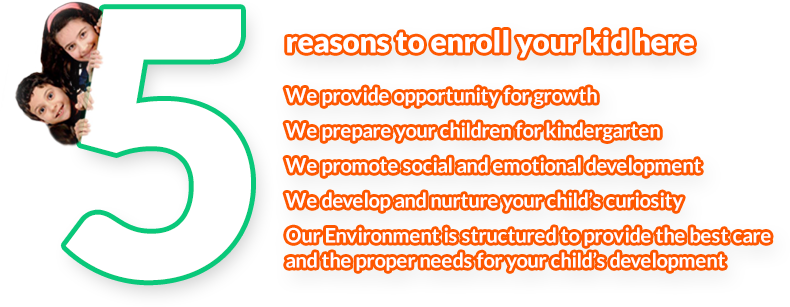 5
reasons to enroll your kid here
We provide opportunity for growth
We prepare your children for kindergarten
We promote social and emotional development
We develop and nurture your child's curiosity
Our Environment is structured to provide the best care
and the proper needs for your child's development